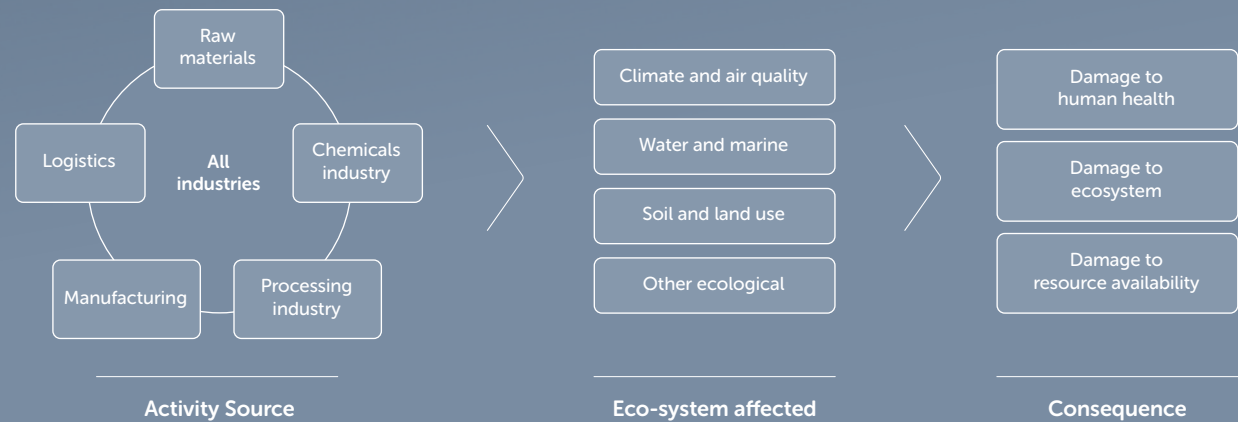 Raw
materials
Logistics
All
industries
Chemicals
industry
Manufacturing
Processing
industry
Activity Source
Climate and air quality
Water and marine
Soil and land use
Other ecological
Eco-system affected
Damage to
human health
Damage to
ecosystem
Damage to
resource availability
Consequence